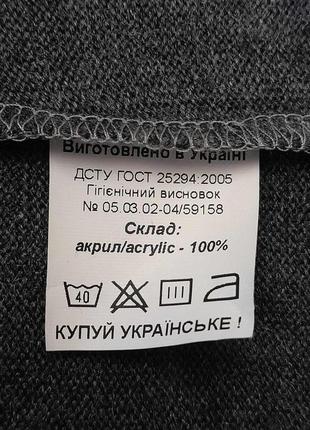 Виготовлено в Україні
ДСТУ ГОСТ 25294:2005
Гігієнічний висновок
№ 05.03.02-04/59158
Склад:
акрил/acrylic - 100%
40
КУПУЙ УКРАЇНСЬКЕ !